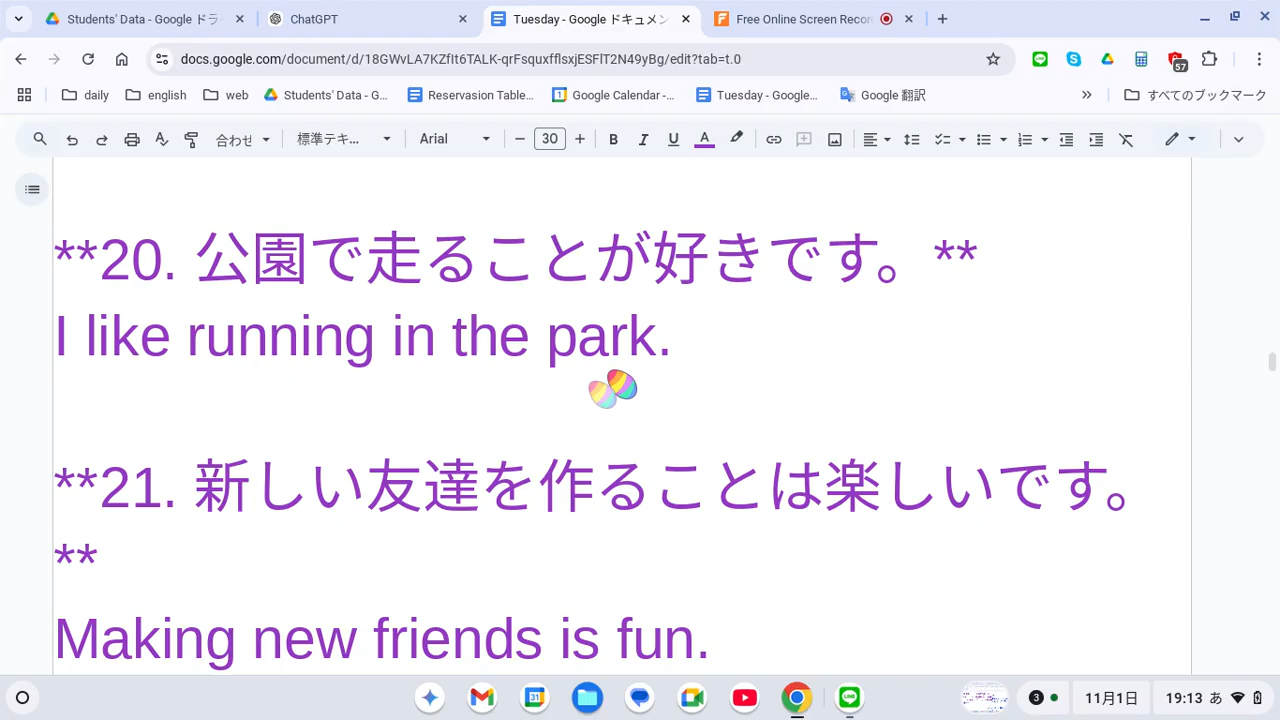 Students' Data - Google ドラ
ChatGPT
Tuesday - Google ドキュメン
Free Online Screen Recor
docs.google.com/document/d/
57
daily
english
web
Students' Data - G...
Reservasion Table...
Google Calendar -...
Tuesday - Google...
Google 翻訳
すべてのブックマーク
合わせ
標準テキ...
Arial
30
**20. 公園で走ることが好きです。**
I like running in the park.
**21. 新しい友達を作ることは楽しいです。
**
Making new friends is fun.
31
3
11月1日
19:13 あ